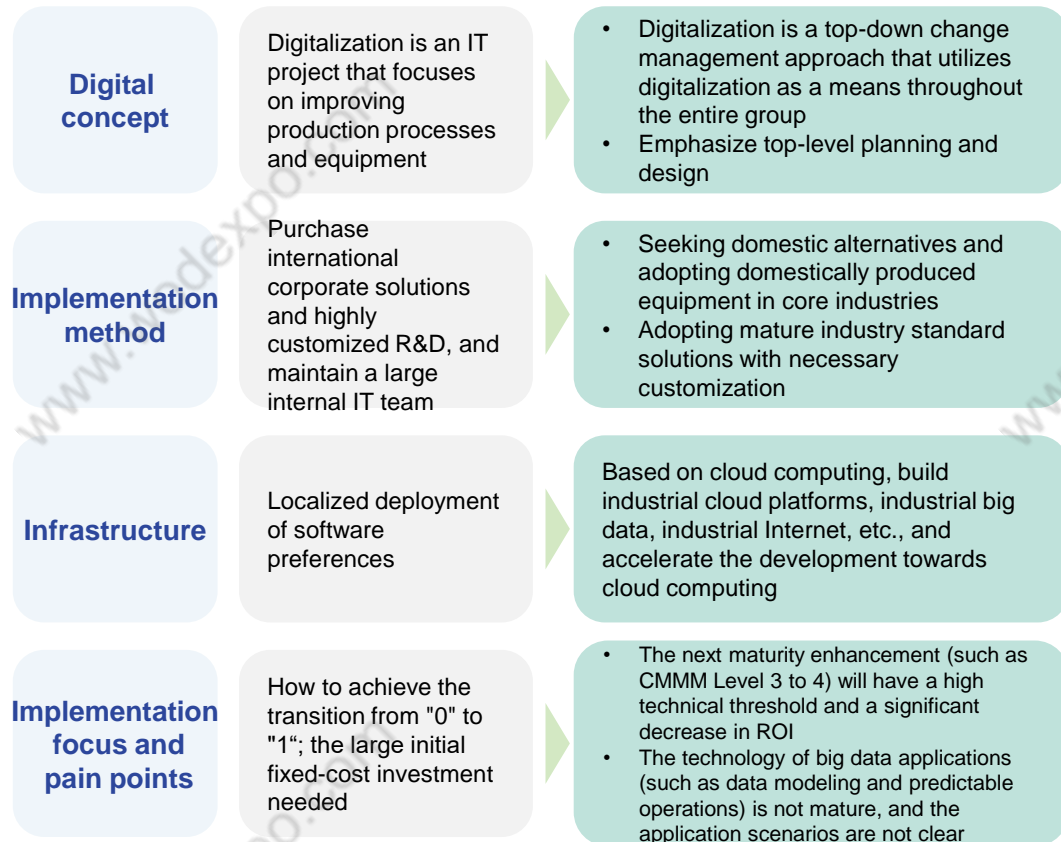 Digital
concept
Digitalization is an IT
project that focuses
on improving
production processes
and equipment
• Digitalization is a top-down change
management approach that utilizes
digitalization as a means throughout
the entire group
• Emphasize top-level planning and
design
Implementation
method
Purchase
international
corporate solutions
and highly
customized R&D, and
maintain a large
internal IT team
• Seeking domestic alternatives and
adopting domestically produced
equipment in core industries
• Adopting mature industry standard
solutions with necessary
customization
Infrastructure
Localized deployment
of software
preferences
Based on cloud computing, build
industrial cloud platforms, industrial big
data, industrial Internet, etc., and
accelerate the development towards
cloud computing
Implementation
focus and
pain points
How to achieve the
transition from "0" to
"1“; the large initial
fixed-cost investment
needed
• The next maturity enhancement (such as
CMMM Level 3 to 4) will have a high
technical threshold and a significant
decrease in ROI
• The technology of big data applications
(such as data modeling and predictable
operations) is not mature, and the
application scenarios are not clear
www.wodexpo.com